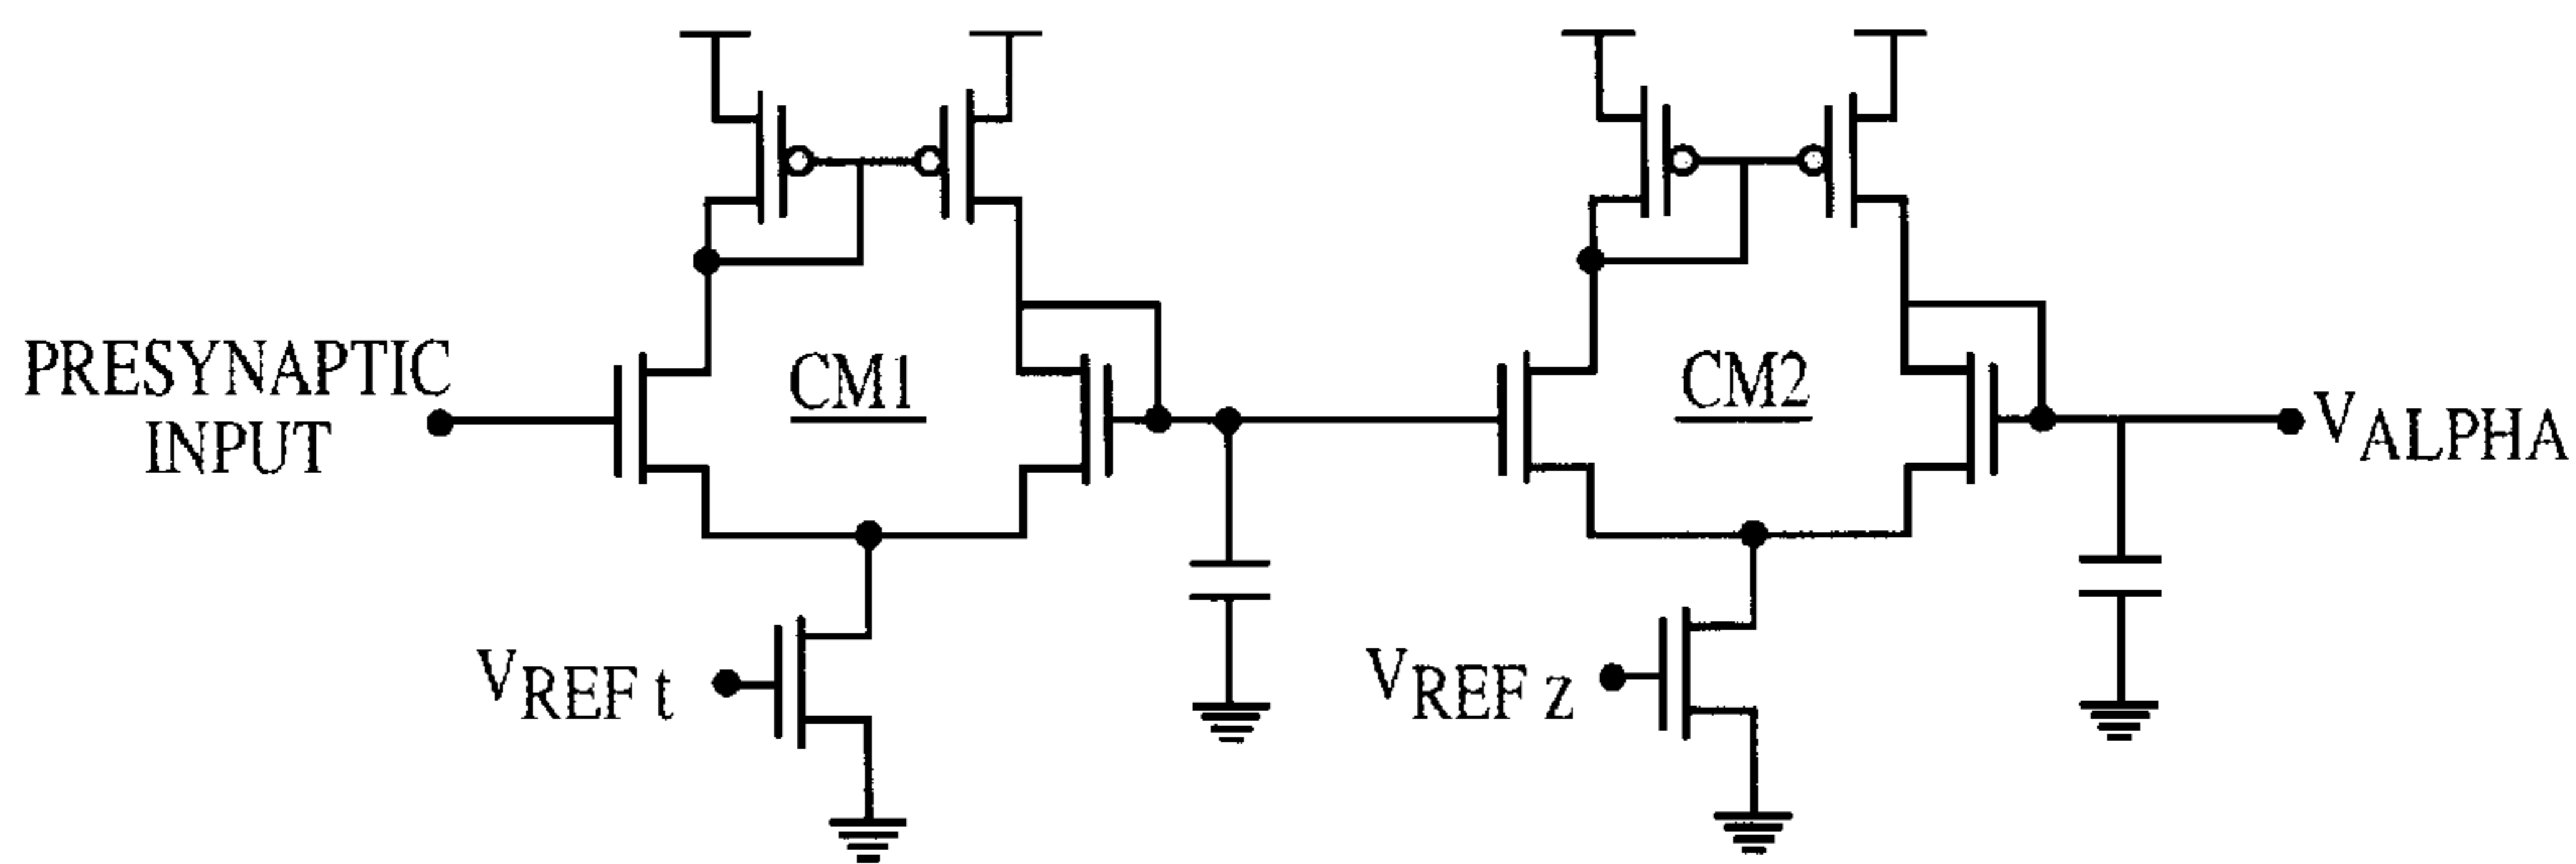 PRESYNAPTIC
INPUT
CM1
CM2
VALPHA
VREF t
VREF z